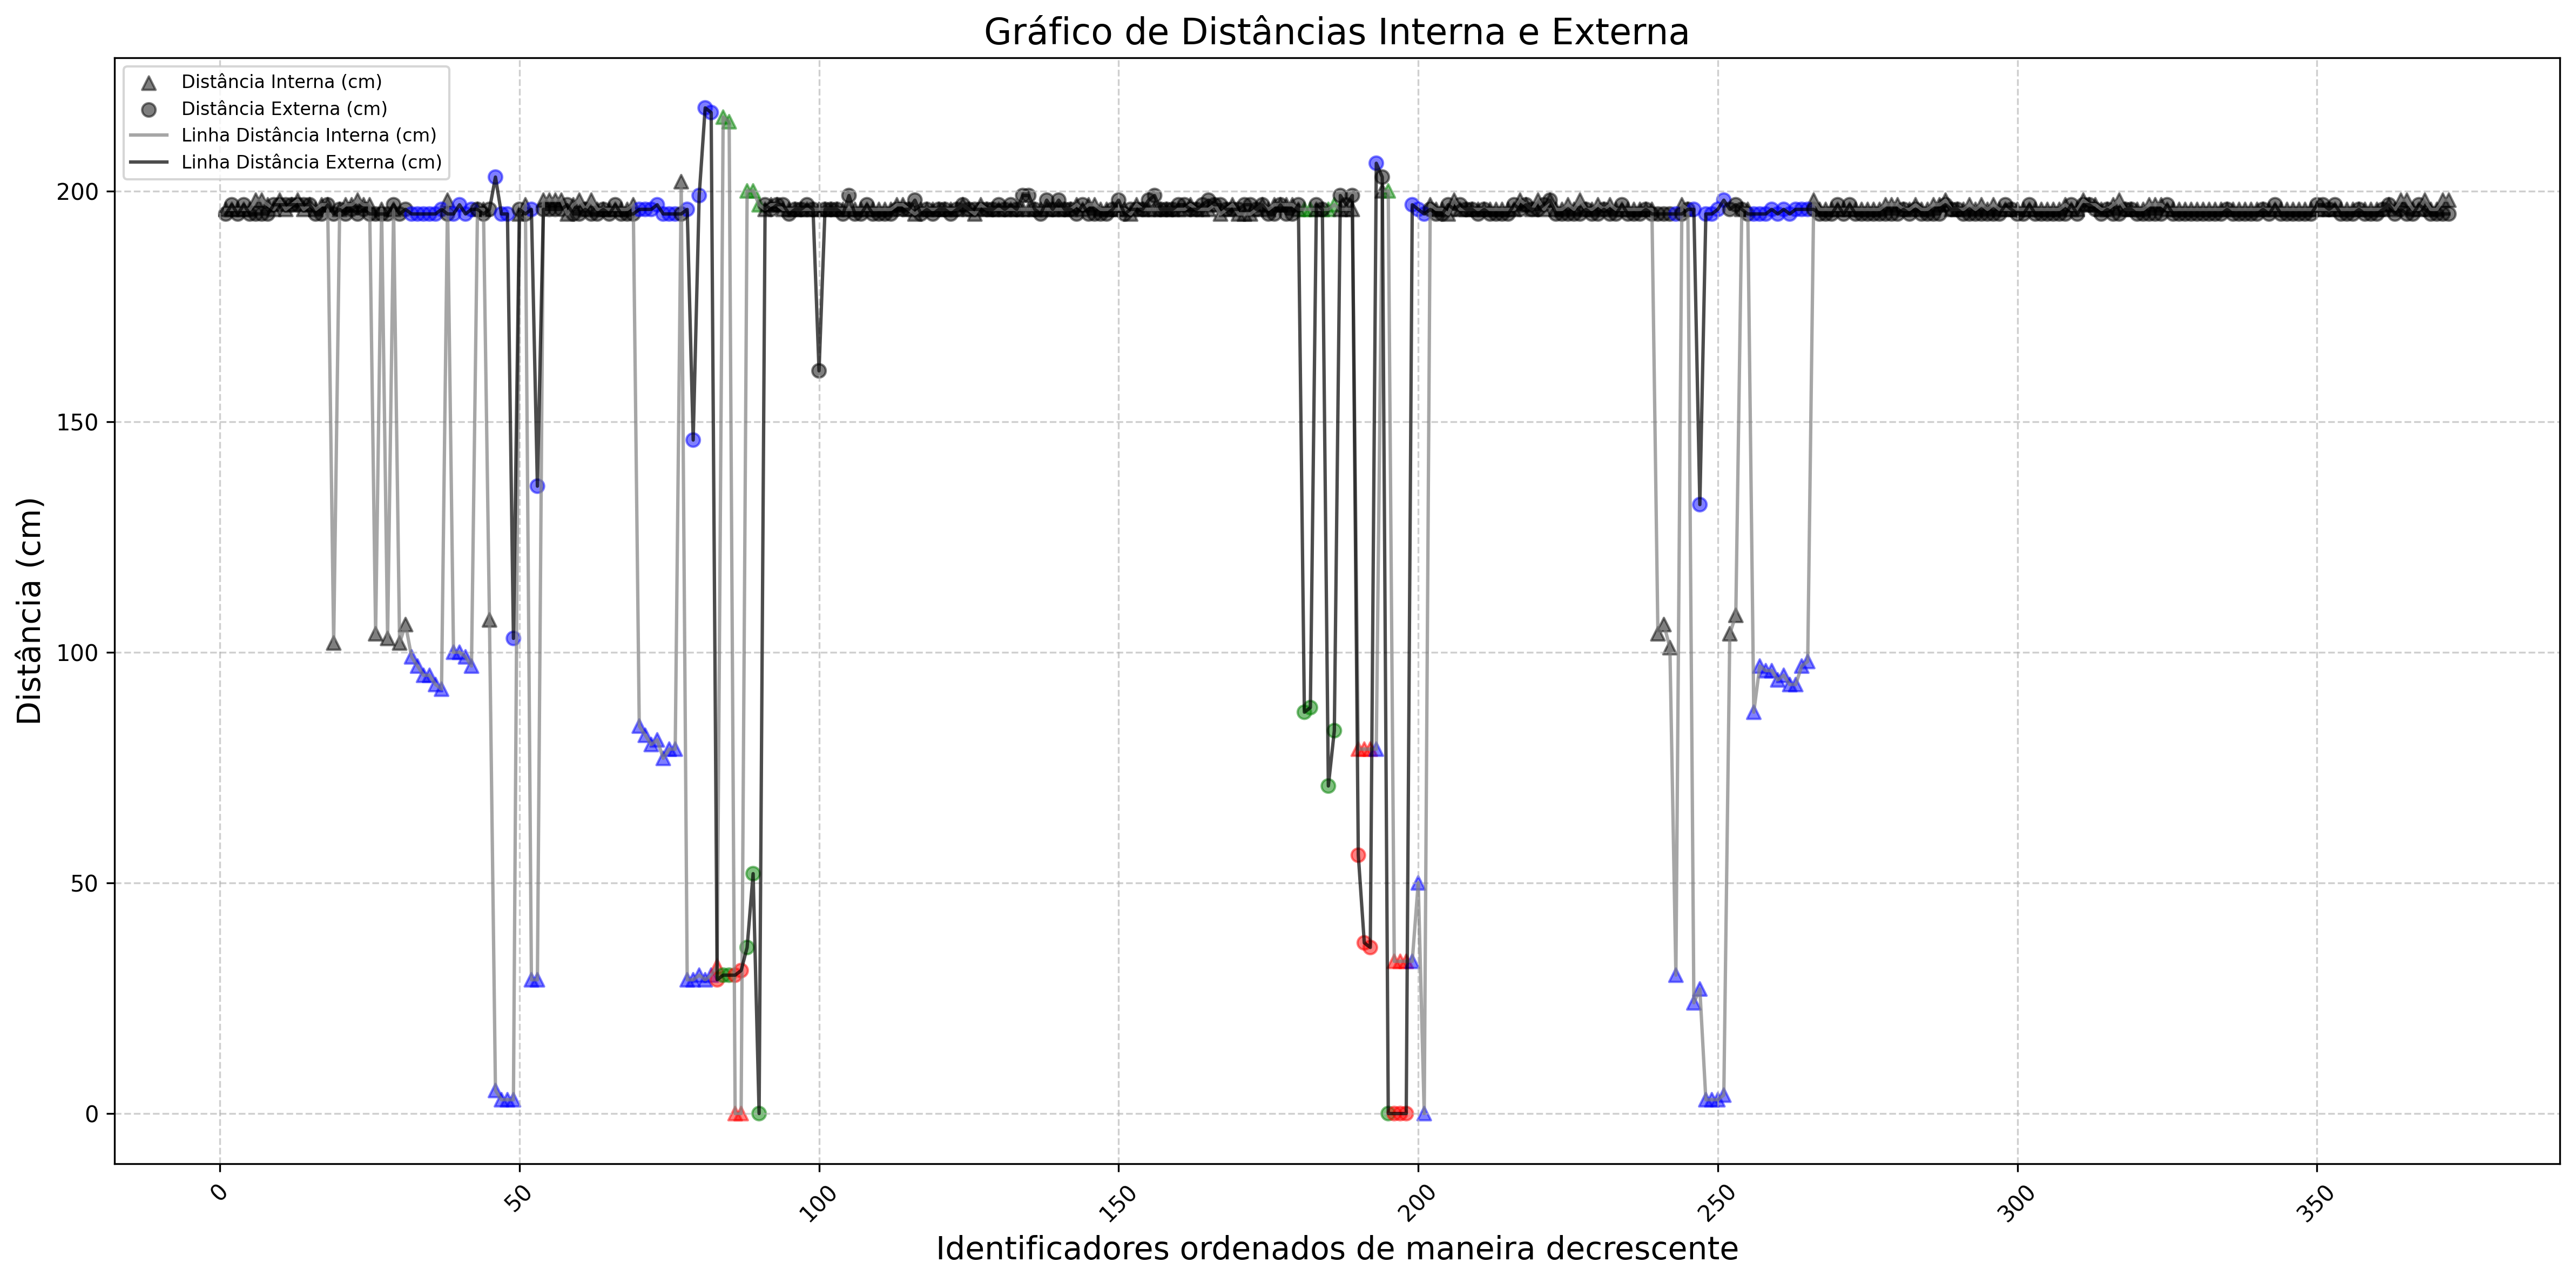 Gráfico de Distâncias Interna e Externa
Distância Interna (cm)
Distância Externa (cm)
Linha Distância Interna (cm)
Linha Distância Externa (cm)
Distância (cm)
200
150
100
50
0
0 50 100 150 200 250 300 350
Identificadores ordenados de maneira decrescente